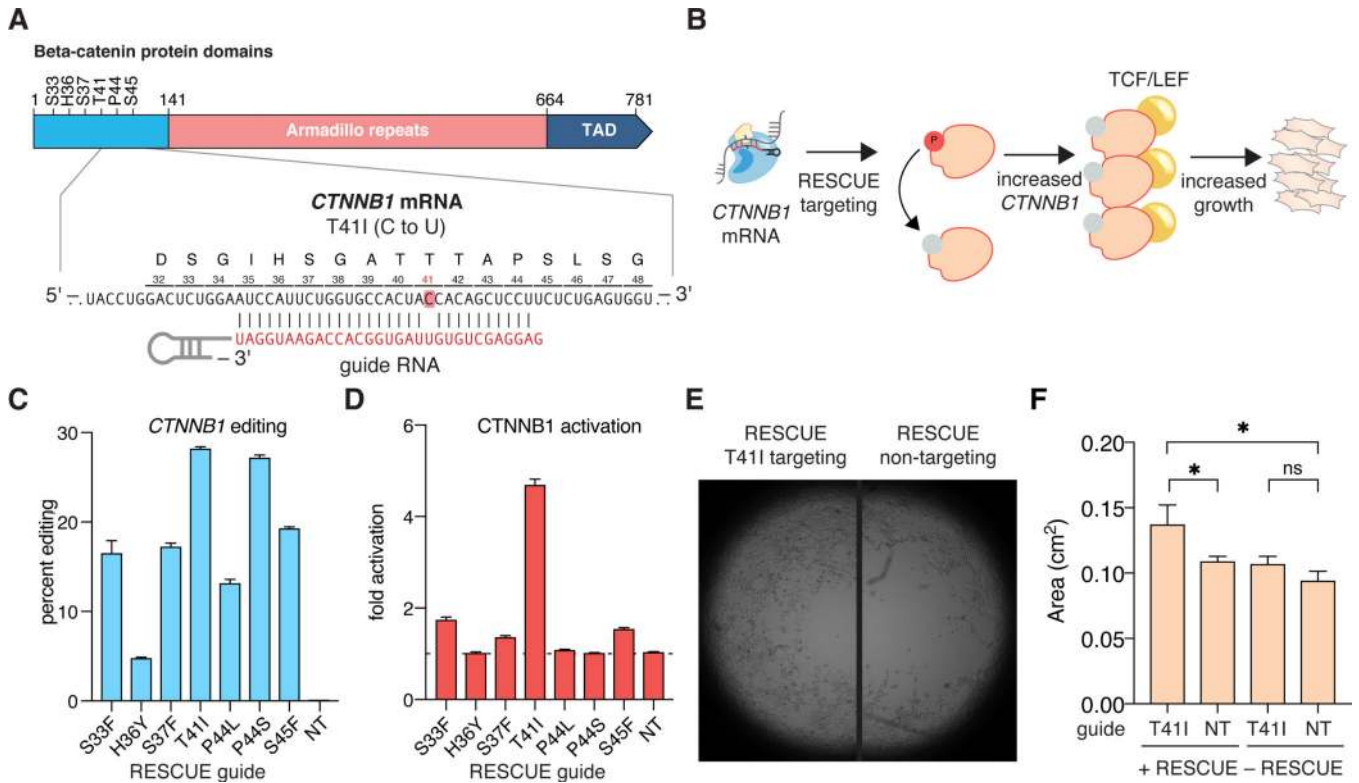 A
Beta-catenin protein domains
S33
H36
S37
T41
P44
S45
1
141
664
781
Armadillo repeats
TAD
CTNNB1 mRNA
T41I (C to U)
D S G I H S G A T T T A P S L S G
32 33 34 35 36 37 38 39 40 41 42 43 44 45 46 47 48
5' – ..UACCUGGACUCUGGAAUCCAUUCUGGUGCCACUACCACAGCUCCUUCUCUGAGUGGU.. – 3'
UAGGUAAGACCACGGUGAUUGUGUCGAGGAG
– 3'
guide RNA
B
TCF/LEF
P
CTNNB1
mRNA
RESCUE
targeting
increased
CTNNB1
increased
growth
C
CTNNB1 editing
percent editing
30
20
10
0
S33F
H36Y
S37F
T41I
P44L
P44S
S45F
NT
RESCUE guide
D
CTNNB1 activation
fold activation
6
4
2
0
S33F
H36Y
S37F
T41I
P44L
P44S
S45F
NT
RESCUE guide
E
RESCUE
T41I targeting
RESCUE
non-targeting
F
*
*
ns
Area (cm²)
0.20
0.15
0.10
0.05
0.00
guide T41I NT T41I NT
+ RESCUE – RESCUE